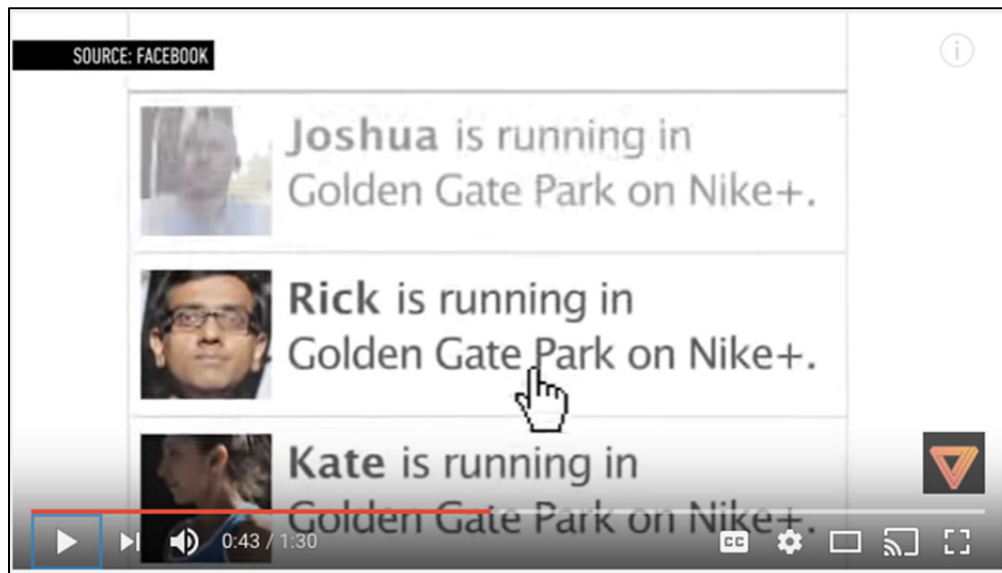 SOURCE: FACEBOOK
i
Joshua is running in
Golden Gate Park on Nike+.
Rick is running in
Golden Gate Park on Nike+.
Kate is running in
Golden Gate Park on Nike+.
0:43 / 1:30
CC